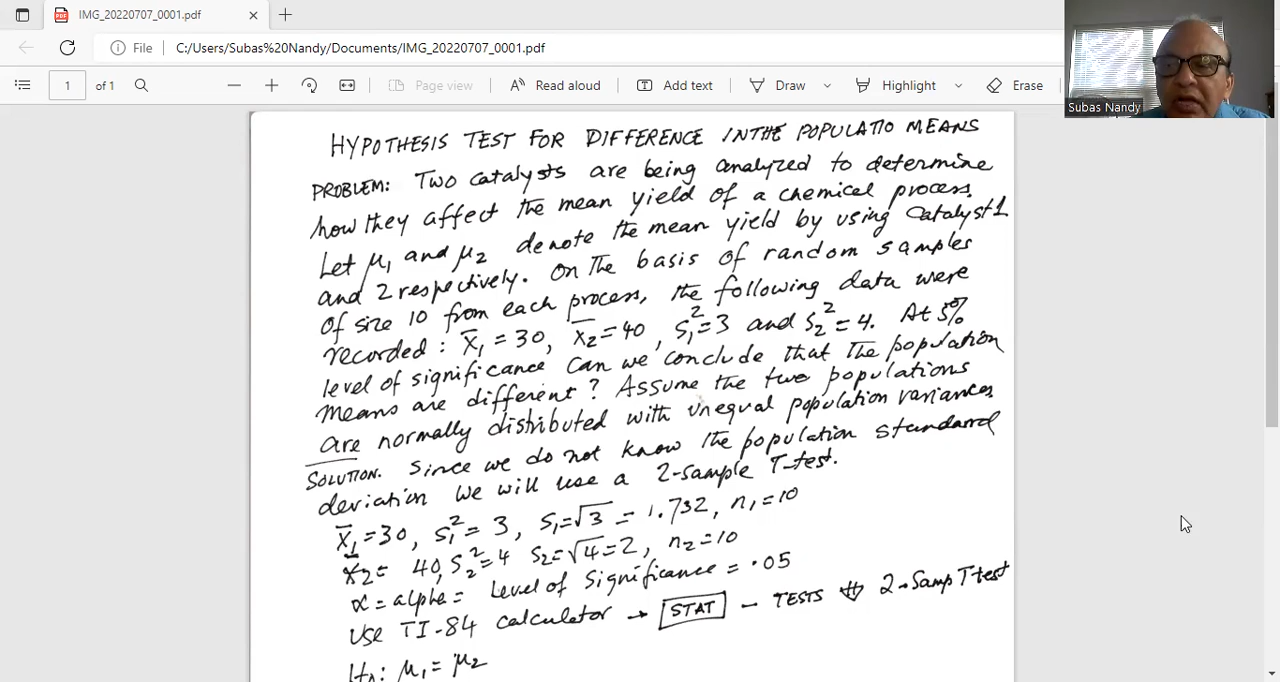 IMG_20220707_0001.pdf
File C:/Users/Subas%20Nandy/Documents/IMG_20220707_0001.pdf
1 of 1 Page view Read aloud Add text Draw Highlight Erase
Subas Nandy
HYPOTHESIS TEST FOR DIFFERENCE IN THE POPULATIO MEANS
PROBLEM: Two catalysts are being analyzed to determine
how they affect the mean yield of a chemical process.
Let μ₁ and μ₂ denote the mean yield by using Catalyst 1
and 2 respectively. On the basis of random samples
of size 10 from each process, the following data were
recorded: x̄₁ = 30, x̄₂ = 40, s₁² = 3 and s₂² = 4. At 5%
level of significance can we conclude that the population
means are different? Assume the two populations
are normally distributed with unequal population variances.
SOLUTION. Since we do not know the population standard
deviation we will use a 2-sample T-test.
x̄₁ = 30, s₁² = 3, s₁ = √3 = 1.732, n₁ = 10
x̄₂ = 40, s₂² = 4 s₂ = √4 = 2, n₂ = 10
α = alpha = level of significance = .05
Use TI-84 calculator → STAT — TESTS 2-SampTtest
H₀: μ₁ = μ₂